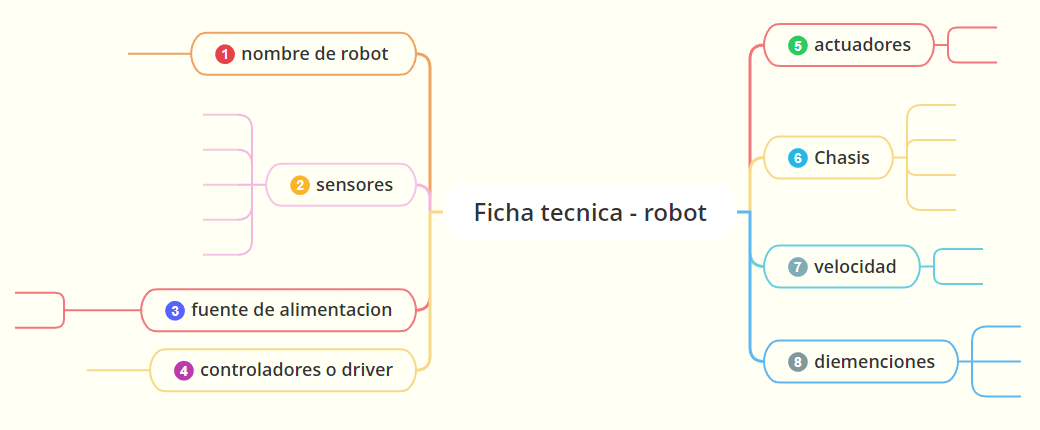 Ficha tecnica - robot
1 nombre de robot
2 sensores
3 fuente de alimentacion
4 controladores o driver
5 actuadores
6 Chasis
7 velocidad
8 diemenciones